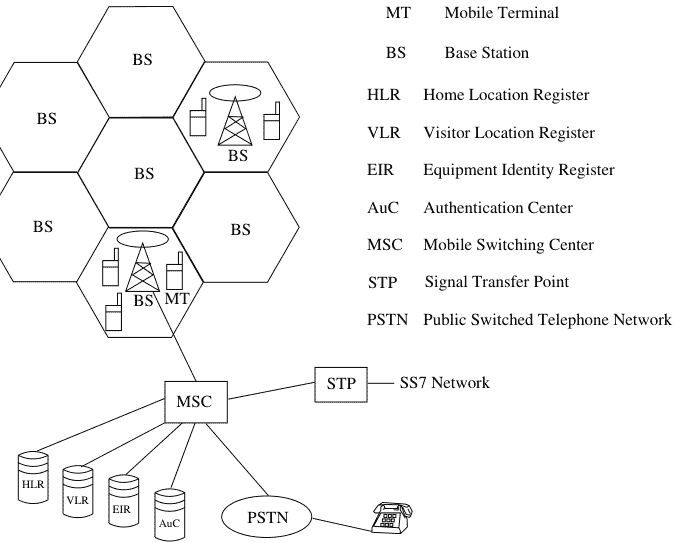 MT Mobile Terminal
BS Base Station
HLR Home Location Register
VLR Visitor Location Register
EIR Equipment Identity Register
AuC Authentication Center
MSC Mobile Switching Center
STP Signal Transfer Point
PSTN Public Switched Telephone Network
BS
BS
BS
BS
BS
BS
BS MT
MSC
STP
SS7 Network
HLR
VLR
EIR
AuC
PSTN